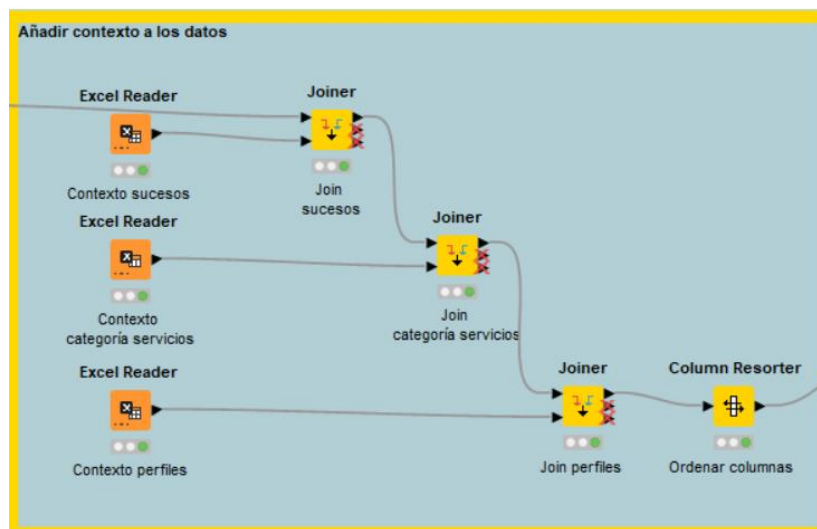 Añadir contexto a los datos
Excel Reader
Contexto sucesos
Joiner
Join
sucesos
Excel Reader
Contexto
categoría servicios
Joiner
Join
categoría servicios
Excel Reader
Contexto perfiles
Joiner
Join perfiles
Column Resorter
Ordenar columnas